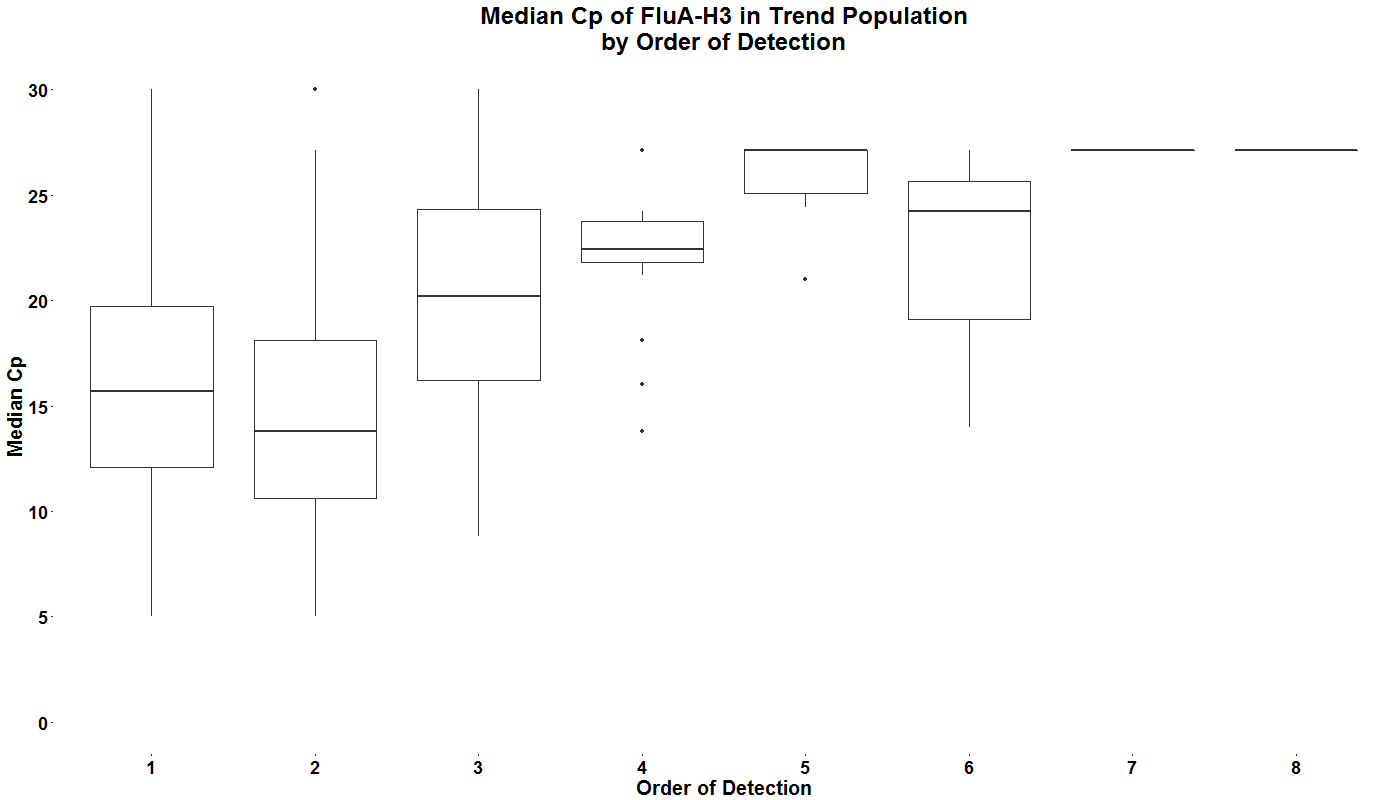 Median Cp of FluA-H3 in Trend Population
by Order of Detection
Median Cp
30
25
20
15
10
5
0
1 2 3 4 5 6 7 8
Order of Detection